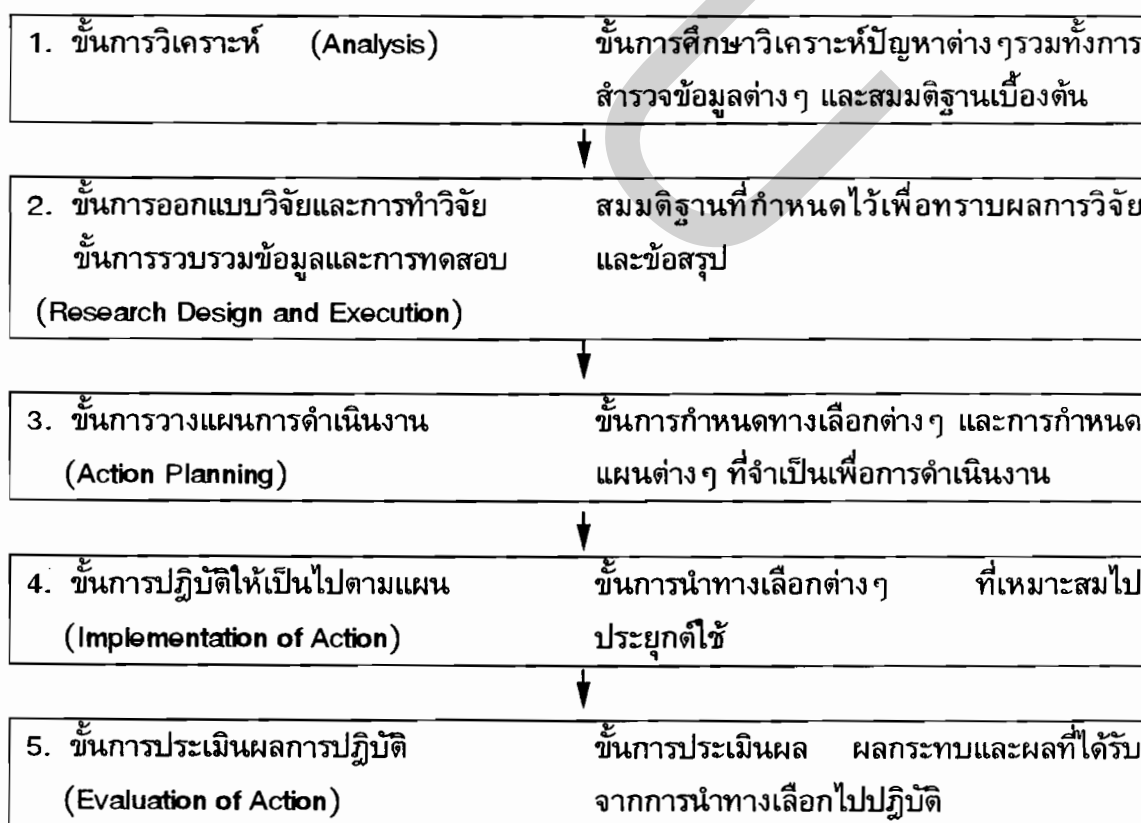 1. ขั้นการวิเคราะห์ (Analysis) ขั้นการศึกษาวิเคราะห์ปัญหาต่างๆรวมทั้งการ
สำรวจข้อมูลต่างๆ และสมมติฐานเบื้องต้น
2. ขั้นการออกแบบวิจัยและการทำวิจัย สมมติฐานที่กำหนดไว้เพื่อทราบผลการวิจัย
ขั้นการรวบรวมข้อมูลและการทดสอบ และข้อสรุป
(Research Design and Execution)
3. ขั้นการวางแผนการดำเนินงาน ขั้นการกำหนดทางเลือกต่างๆ และการกำหนด
(Action Planning) แผนต่างๆ ที่จำเป็นเพื่อการดำเนินงาน
4. ขั้นการปฏิบัติให้เป็นไปตามแผน ขั้นการนำทางเลือกต่างๆ ที่เหมาะสมไป
(Implementation of Action) ประยุกต์ใช้
5. ขั้นการประเมินผลการปฏิบัติ ขั้นการประเมินผล ผลกระทบและผลที่ได้รับ
(Evaluation of Action) จากการนำทางเลือกไปปฏิบัติ